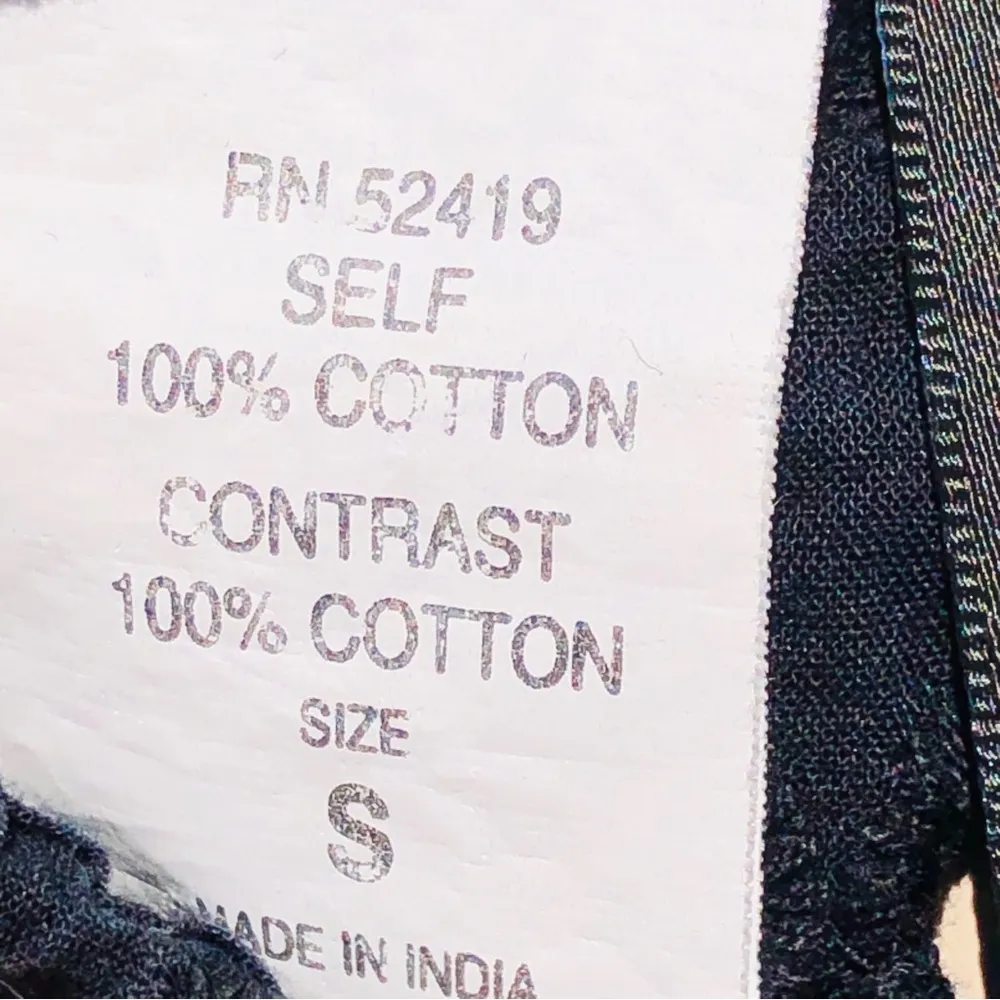 RN 52419
SELF
100% COTTON
CONTRAST
100% COTTON
SIZE
S
MADE IN INDIA